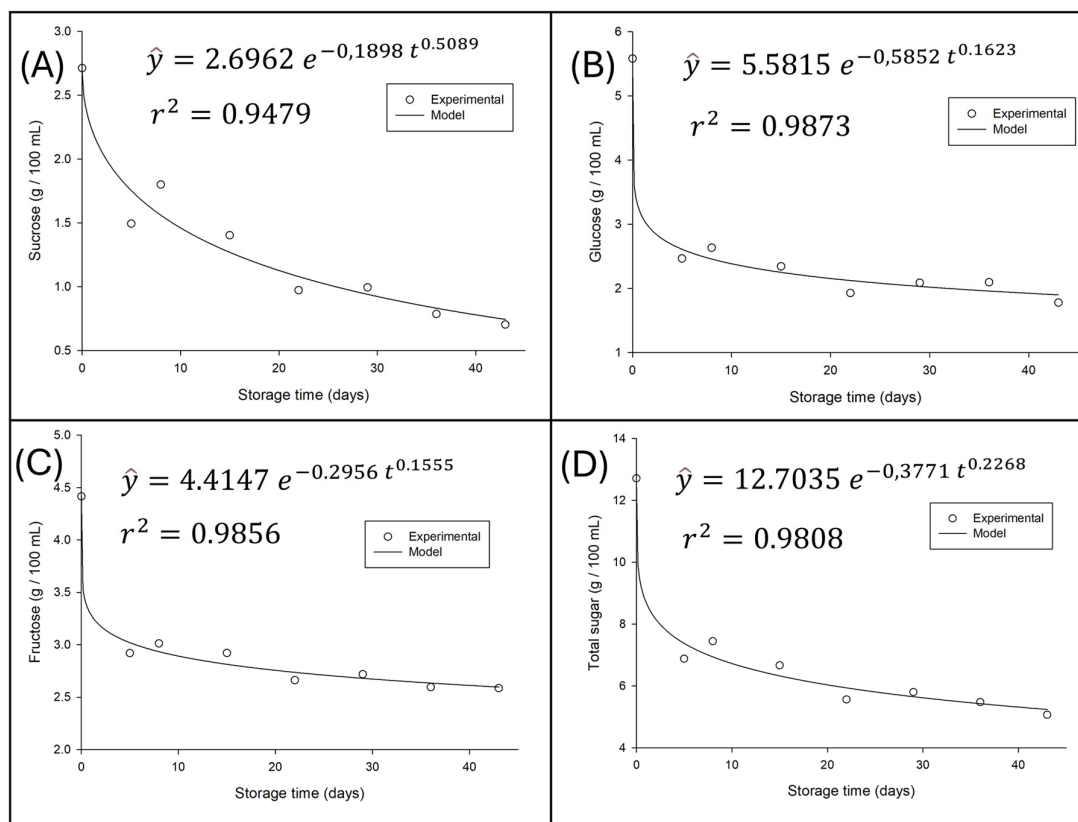 (A)
ŷ = 2.6962 e^{-0,1898 t^{0.5089}}
r² = 0.9479
Experimental
Model
Sucrose (g / 100 mL)
3.0
2.5
2.0
1.5
1.0
0.5
0 10 20 30 40
Storage time (days)
(B)
ŷ = 5.5815 e^{-0,5852 t^{0.1623}}
r² = 0.9873
Experimental
Model
Glucose (g / 100 mL)
6
5
4
3
2
1
0 10 20 30 40
Storage time (days)
(C)
ŷ = 4.4147 e^{-0.2956 t^{0.1555}}
r² = 0.9856
Experimental
Model
Fructose (g / 100 mL)
5.0
4.5
4.0
3.5
3.0
2.5
2.0
0 10 20 30 40
Storage time (days)
(D)
ŷ = 12.7035 e^{-0,3771 t^{0.2268}}
r² = 0.9808
Experimental
Model
Total sugar (g / 100 mL)
14
12
10
8
6
4
0 10 20 30 40
Storage time (days)